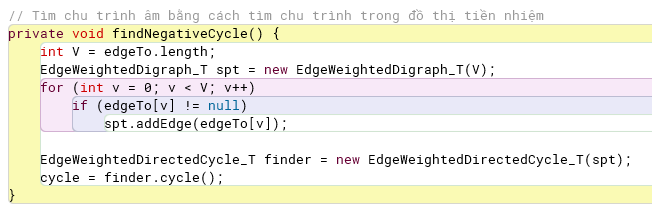 // Tìm chu trình âm bằng cách tìm chu trình trong đồ thị tiền nhiệm
private void findNegativeCycle() {
int V = edgeTo.length;
EdgeWeightedDigraph_T spt = new EdgeWeightedDigraph_T(V);
for (int v = 0; v < V; v++)
if (edgeTo[v] != null)
spt.addEdge(edgeTo[v]);
EdgeWeightedDirectedCycle_T finder = new EdgeWeightedDirectedCycle_T(spt);
cycle = finder.cycle();
}